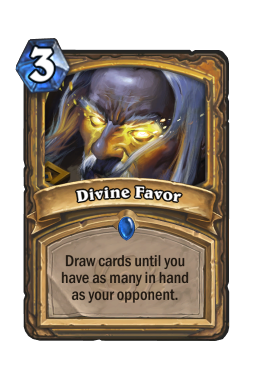 3
Divine Favor
Draw cards until you
have as many in hand
as your opponent.